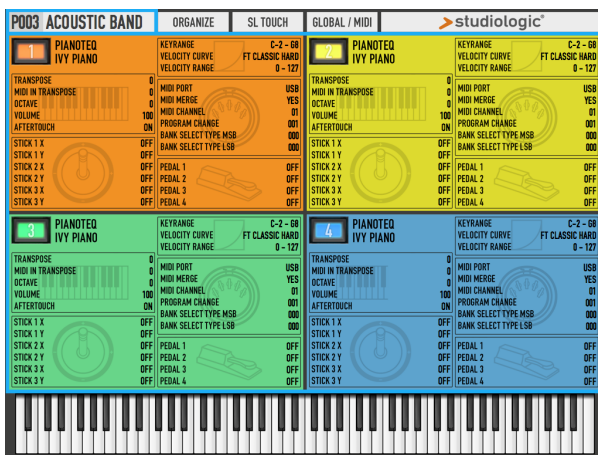 P003 ACOUSTIC BAND ORGANIZE SL TOUCH GLOBAL / MIDI studiologic®
1 PIANOTEQ IVY PIANO
KEYRANGE C-2 - G8
VELOCITY CURVE FT CLASSIC HARD
VELOCITY RANGE 0 - 127
TRANSPOSE 0
MIDI IN TRANSPOSE 0
OCTAVE 0
VOLUME 100
AFTERTOUCH ON
MIDI PORT USB
MIDI MERGE YES
MIDI CHANNEL 01
PROGRAM CHANGE 001
BANK SELECT TYPE MSB 000
BANK SELECT TYPE LSB 000
STICK 1 X OFF
STICK 1 Y OFF
STICK 2 X OFF
STICK 2 Y OFF
STICK 3 X OFF
STICK 3 Y OFF
PEDAL 1 OFF
PEDAL 2 OFF
PEDAL 3 OFF
PEDAL 4 OFF
2 PIANOTEQ IVY PIANO
KEYRANGE C-2 - G8
VELOCITY CURVE FT CLASSIC HARD
VELOCITY RANGE 0 - 127
TRANSPOSE 0
MIDI IN TRANSPOSE 0
OCTAVE 0
VOLUME 100
AFTERTOUCH ON
MIDI PORT USB
MIDI MERGE YES
MIDI CHANNEL 01
PROGRAM CHANGE 001
BANK SELECT TYPE MSB 000
BANK SELECT TYPE LSB 000
STICK 1 X OFF
STICK 1 Y OFF
STICK 2 X OFF
STICK 2 Y OFF
STICK 3 X OFF
STICK 3 Y OFF
PEDAL 1 OFF
PEDAL 2 OFF
PEDAL 3 OFF
PEDAL 4 OFF
3 PIANOTEQ IVY PIANO
KEYRANGE C-2 - G8
VELOCITY CURVE FT CLASSIC HARD
VELOCITY RANGE 0 - 127
TRANSPOSE 0
MIDI IN TRANSPOSE 0
OCTAVE 0
VOLUME 100
AFTERTOUCH ON
MIDI PORT USB
MIDI MERGE YES
MIDI CHANNEL 01
PROGRAM CHANGE 001
BANK SELECT TYPE MSB 000
BANK SELECT TYPE LSB 000
STICK 1 X OFF
STICK 1 Y OFF
STICK 2 X OFF
STICK 2 Y OFF
STICK 3 X OFF
STICK 3 Y OFF
PEDAL 1 OFF
PEDAL 2 OFF
PEDAL 3 OFF
PEDAL 4 OFF
4 PIANOTEQ IVY PIANO
KEYRANGE C-2 - G8
VELOCITY CURVE FT CLASSIC HARD
VELOCITY RANGE 0 - 127
TRANSPOSE 0
MIDI IN TRANSPOSE 0
OCTAVE 0
VOLUME 100
AFTERTOUCH ON
MIDI PORT USB
MIDI MERGE YES
MIDI CHANNEL 01
PROGRAM CHANGE 001
BANK SELECT TYPE MSB 000
BANK SELECT TYPE LSB 000
STICK 1 X OFF
STICK 1 Y OFF
STICK 2 X OFF
STICK 2 Y OFF
STICK 3 X OFF
STICK 3 Y OFF
PEDAL 1 OFF
PEDAL 2 OFF
PEDAL 3 OFF
PEDAL 4 OFF